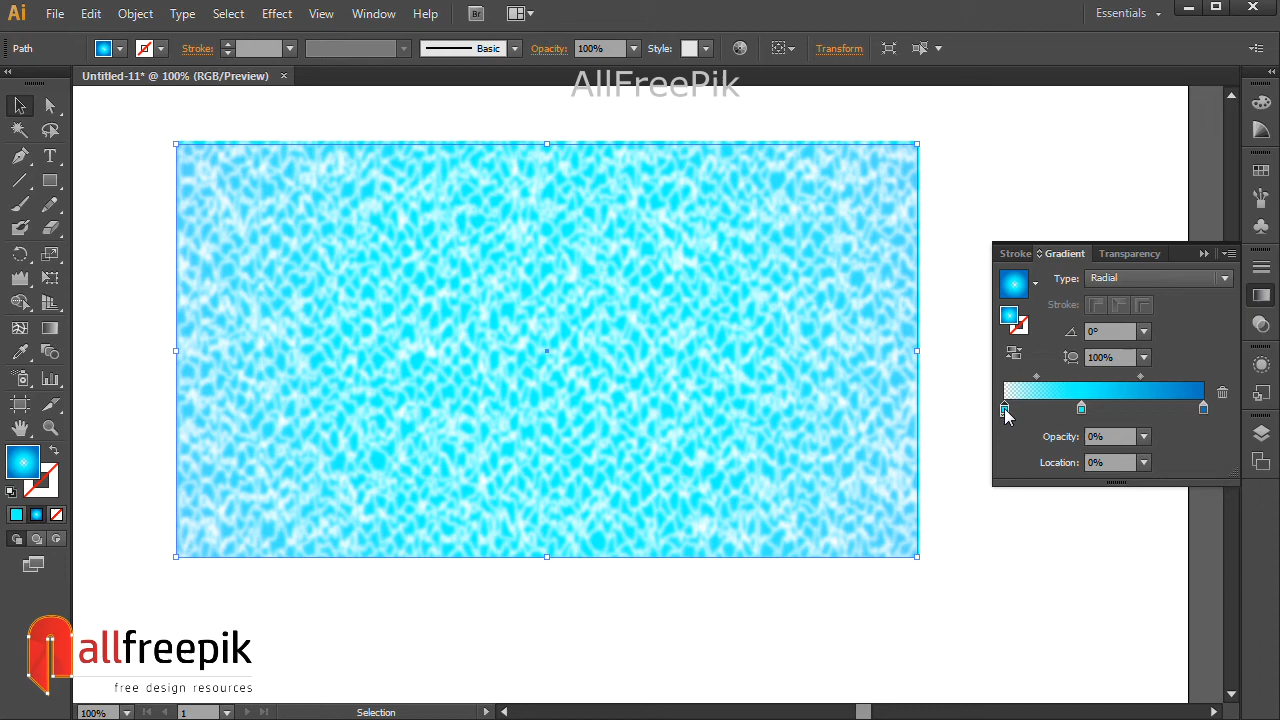 Ai File Edit Object Type Select Effect View Window Help Br Essentials
Path Stroke: Basic Opacity: 100% Style: Transform
Untitled-11* @ 100% (RGB/Preview)
AllFreePik
Stroke Gradient Transparency
Type: Radial
Stroke:
0°
100%
Opacity: 0%
Location: 0%
allfreepik
free design resources
100% 1 Selection